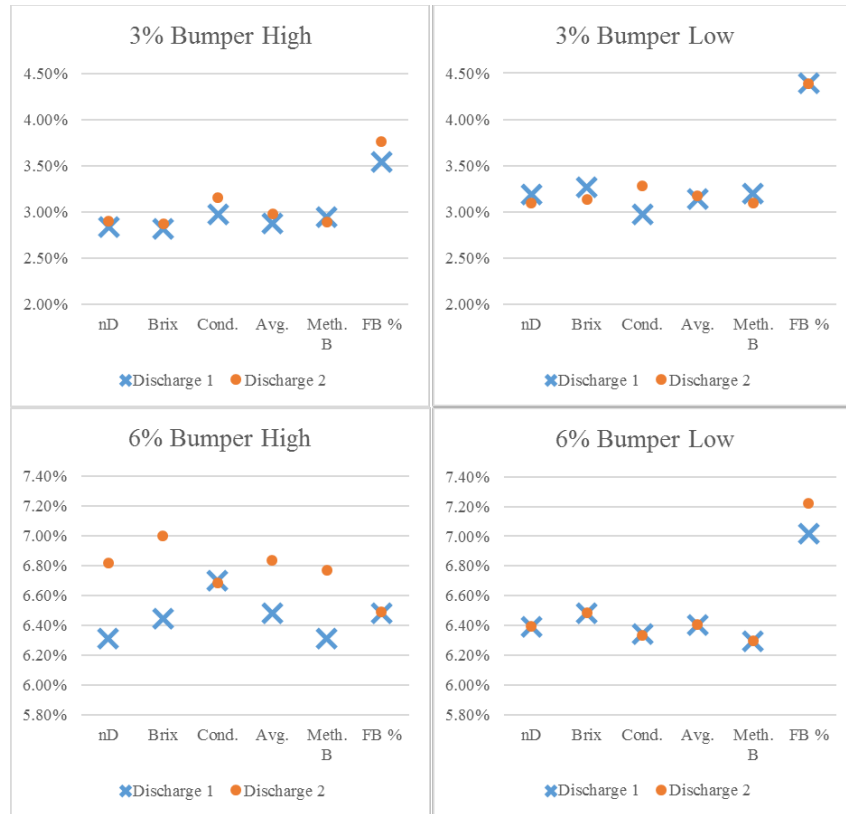 3% Bumper High
4.50%
4.00%
3.50%
3.00%
2.50%
2.00%
nD Brix Cond. Avg. Meth. FB %
B
Discharge 1 Discharge 2
3% Bumper Low
4.50%
4.00%
3.50%
3.00%
2.50%
2.00%
nD Brix Cond. Avg. Meth. FB %
B
Discharge 1 Discharge 2
6% Bumper High
7.40%
7.20%
7.00%
6.80%
6.60%
6.40%
6.20%
6.00%
5.80%
nD Brix Cond. Avg. Meth. FB %
B
Discharge 1 Discharge 2
6% Bumper Low
7.40%
7.20%
7.00%
6.80%
6.60%
6.40%
6.20%
6.00%
5.80%
nD Brix Cond. Avg. Meth. FB %
B
Discharge 1 Discharge 2